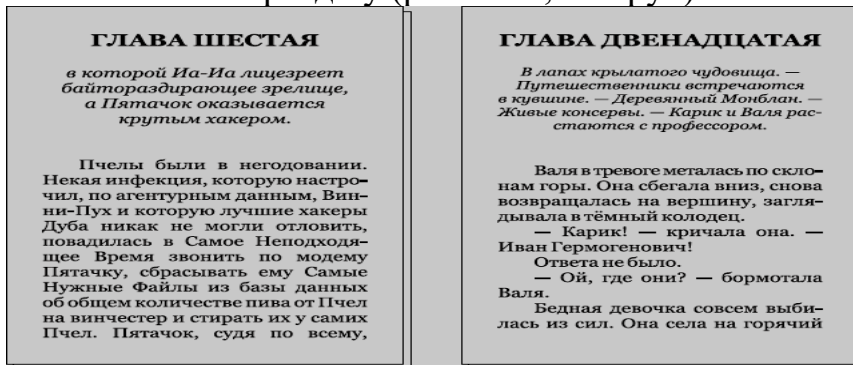 ГЛАВА ШЕСТАЯ
в которой Иа-Иа лицезреет
байтораздирающее зрелище,
а Пятачок оказывается
крутым хакером.
Пчелы были в негодовании.
Некая инфекция, которую настро-
чил, по агентурным данным, Вин-
ни-Пух и которую лучшие хакеры
Дуба никак не могли отловить,
повадилась в Самое Неподходя-
щее Время звонить по модему
Пятачку, сбрасывать ему Самые
Нужные Файлы из базы данных
об общем количестве пива от Пчел
на винчестер и стирать их у самих
Пчел. Пятачок, судя по всему,
ГЛАВА ДВЕНАДЦАТАЯ
В лапах крылатого чудовища. —
Путешественники встречаются
в кувшине. — Деревянный Монблан. —
Живые консервы. — Карик и Валя рас-
стаются с профессором.
Валя в тревоге металась по скло-
нам горы. Она сбегала вниз, снова
возвращалась на вершину, загля-
дывала в тёмный колодец.
— Карик! — кричала она. —
Иван Гермогенович!
Ответа не было.
— Ой, где они? — бормотала
Валя.
Бедная девочка совсем выби-
лась из сил. Она села на горячий